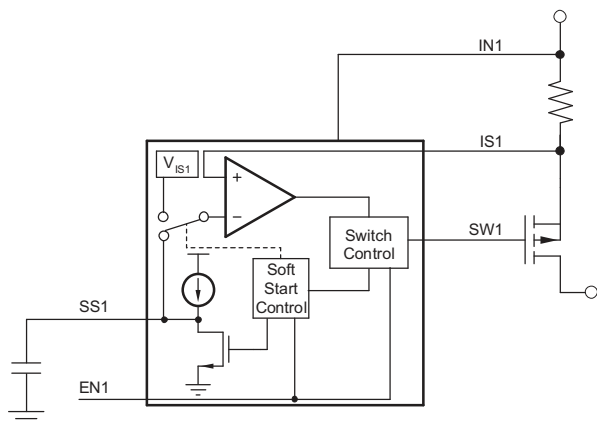 IN1
IS1
V_IS1
+
−
SW1
Switch
Control
Soft
Start
Control
SS1
EN1